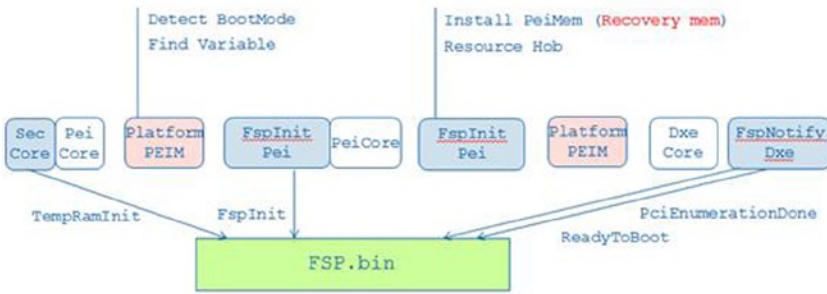 Detect BootMode
Find Variable
Install PeiMem (Recovery mem)
Resource Hob
Sec
Core
Pei
Core
Platform
PEIM
FspInit
Pei
PeiCore
FspInit
Pei
Platform
PEIM
Dxe
Core
FspNotify
Dxe
TempRamInit
FspInit
PciEnumerationDone
ReadyToBoot
FSP.bin